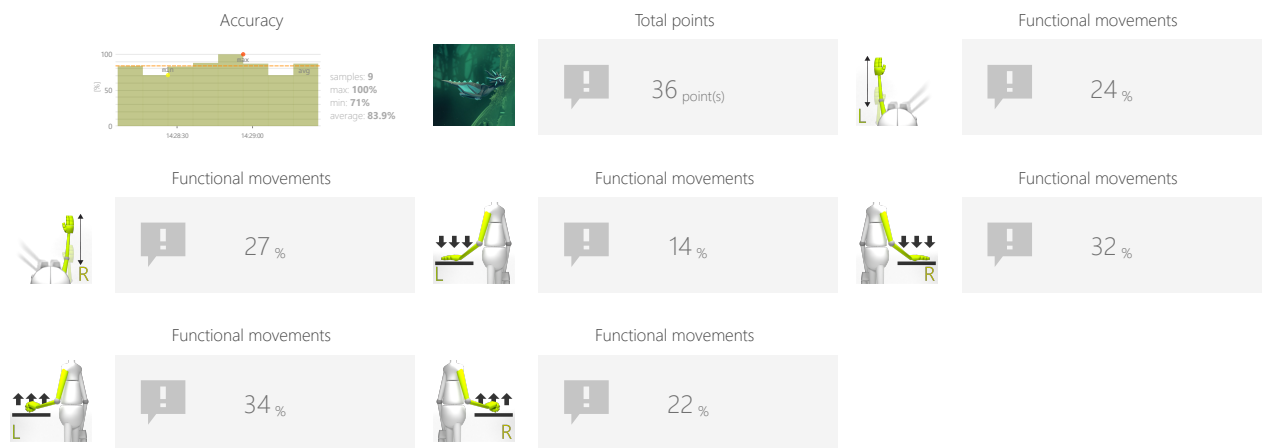 Accuracy
100
50
0
[%]
min
max
avg
14:28:30
14:29:00
samples: 9
max: 100%
min: 71%
average: 83.9%
Total points
36 point(s)
Functional movements
L
24 %
Functional movements
R
27 %
Functional movements
L
14 %
Functional movements
R
32 %
Functional movements
L
34 %
Functional movements
R
22 %